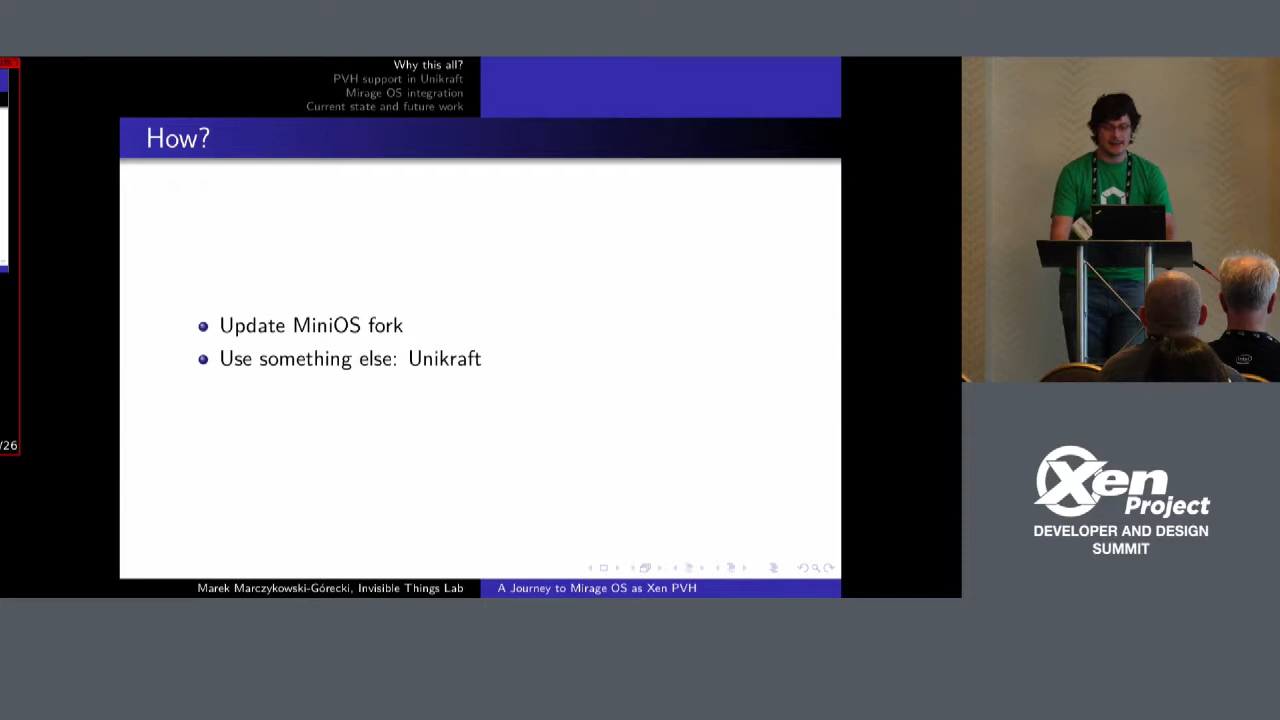 Why this all?
PVH support in Unikraft
Mirage OS integration
Current state and future work
How?
Update MiniOS fork
Use something else: Unikraft
/26
Marek Marczykowski-Górecki, Invisible Things Lab
A Journey to Mirage OS as Xen PVH
Xen
Project
DEVELOPER AND DESIGN
SUMMIT
intel